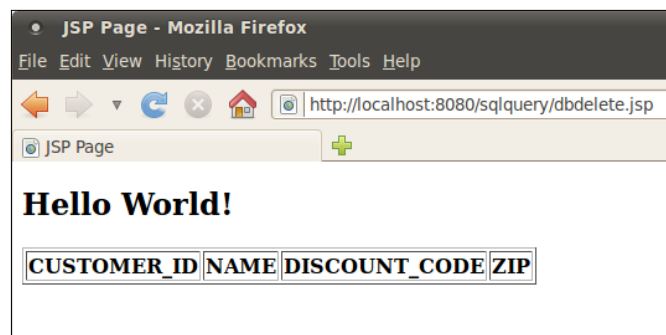 JSP Page - Mozilla Firefox
File Edit View History Bookmarks Tools Help
http://localhost:8080/sqlquery/dbdelete.jsp
JSP Page
Hello World!
CUSTOMER_ID NAME DISCOUNT_CODE ZIP